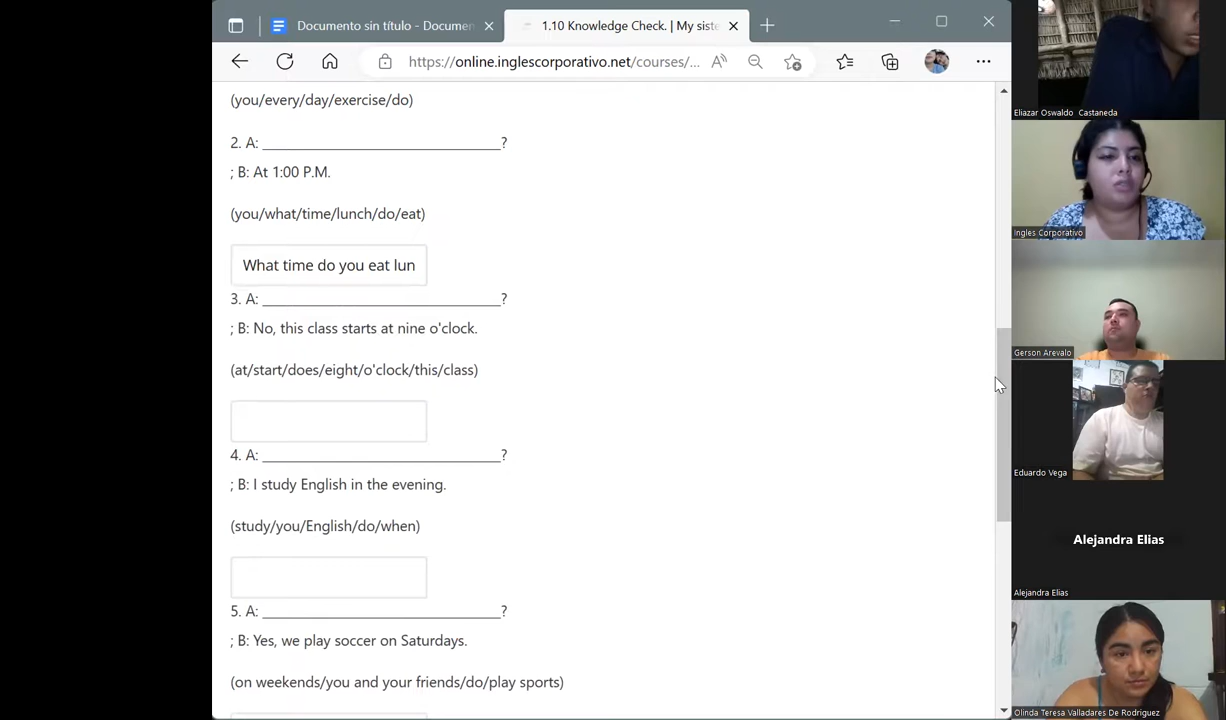 Documento sin título - Documen
1.10 Knowledge Check. | My siste
https://online.inglescorporativo.net/courses/...
(you/every/day/exercise/do)
2. A: ______________________________?
; B: At 1:00 P.M.
(you/what/time/lunch/do/eat)
What time do you eat lun
3. A: ______________________________?
; B: No, this class starts at nine o'clock.
(at/start/does/eight/o'clock/this/class)
4. A: ______________________________?
; B: I study English in the evening.
(study/you/English/do/when)
5. A: ______________________________?
; B: Yes, we play soccer on Saturdays.
(on weekends/you and your friends/do/play sports)
Eliazar Oswaldo Castaneda
Ingles Corporativo
Gerson Arevalo
Eduardo Vega
Alejandra Elias
Alejandra Elias
Olinda Teresa Valladares De Rodriguez